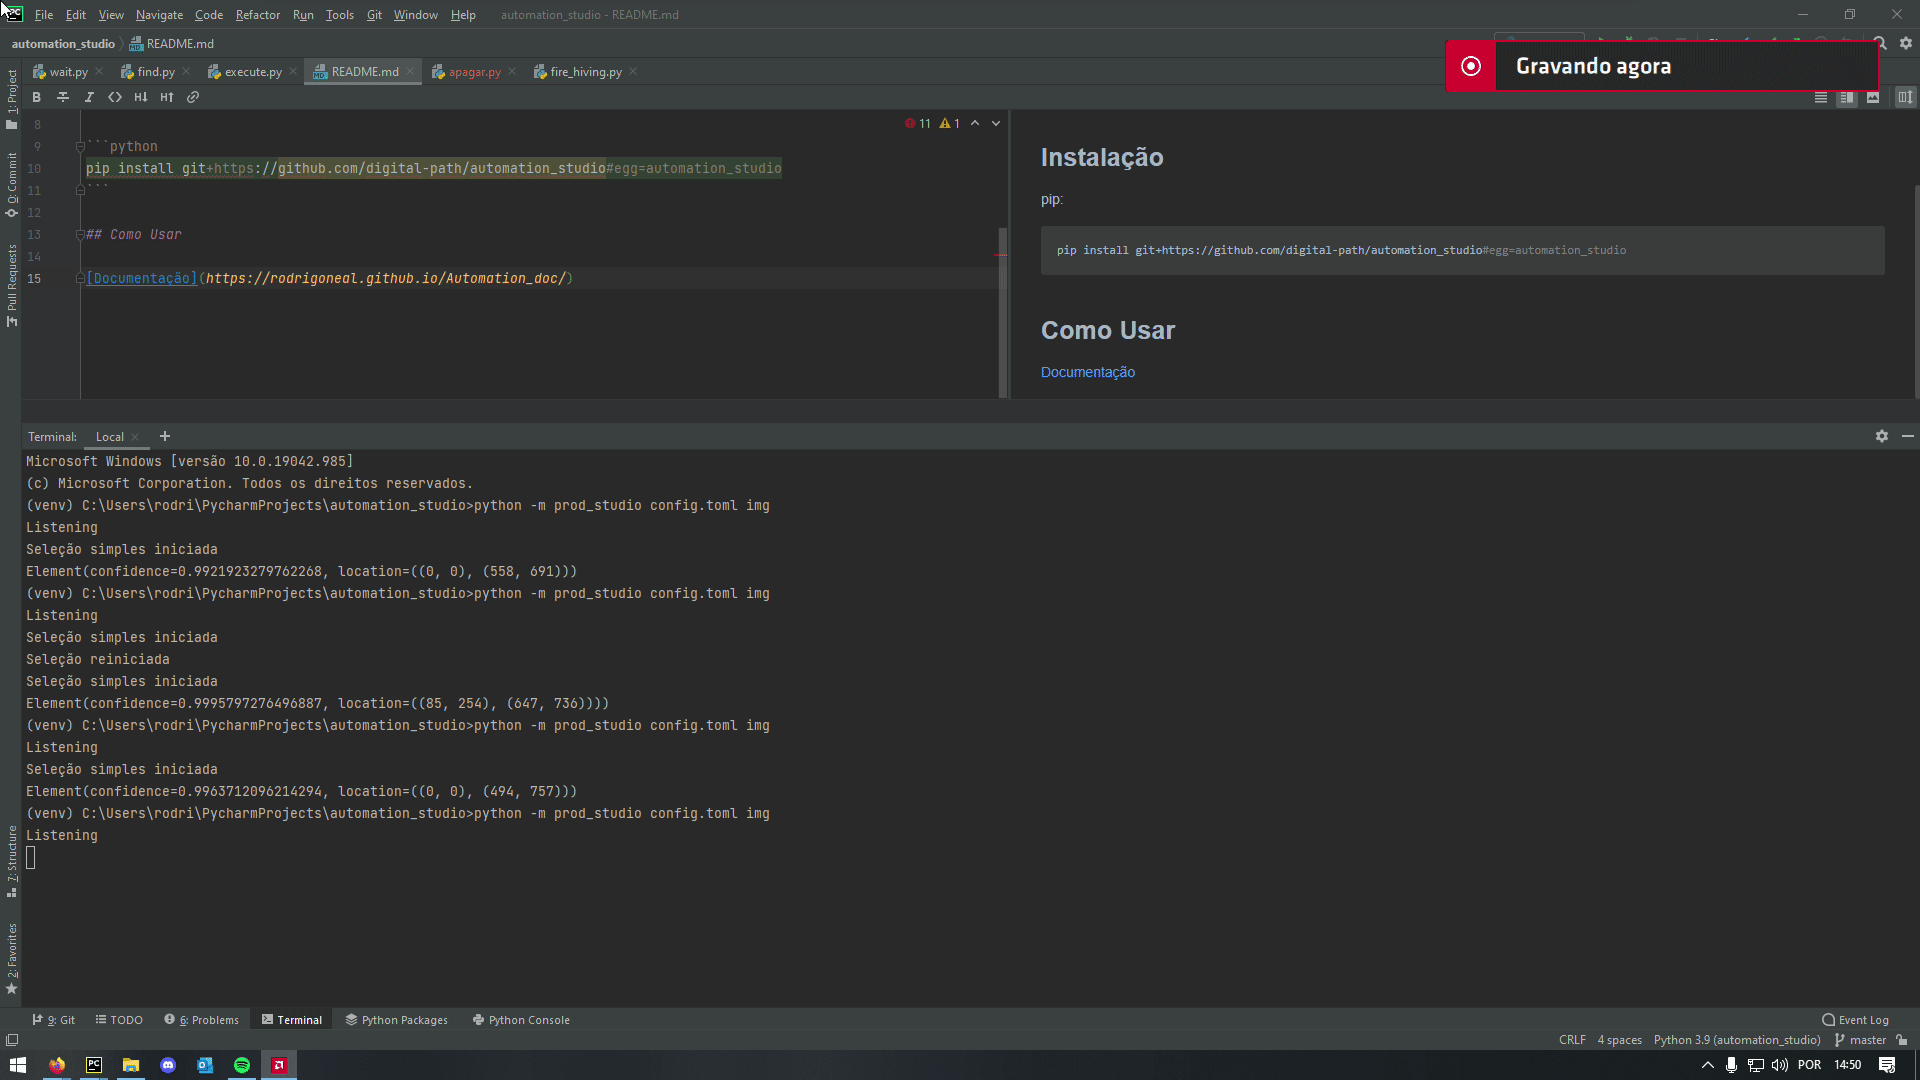 PC File Edit View Navigate Code Refactor Run Tools Git Window Help automation_studio - README.md
automation_studio README.md
Gravando agora
wait.py find.py execute.py README.md apagar.py fire_hiving.py
B I <> H↓ H↑
11 1
8
9 ```python
10 pip install git+https://github.com/digital-path/automation_studio#egg=automation_studio
11 ```
12
13 ## Como Usar
14
15 [Documentação](https://rodrigoneal.github.io/Automation_doc/)
Instalação
pip:
pip install git+https://github.com/digital-path/automation_studio#egg=automation_studio
Como Usar
Documentação
1: Project
0: Commit
Pull Requests
7: Structure
2: Favorites
Terminal: Local +
Microsoft Windows [versão 10.0.19042.985]
(c) Microsoft Corporation. Todos os direitos reservados.
(venv) C:\Users\rodri\PycharmProjects\automation_studio>python -m prod_studio config.toml img
Listening
Seleção simples iniciada
Element(confidence=0.9921923279762268, location=((0, 0), (558, 691)))
(venv) C:\Users\rodri\PycharmProjects\automation_studio>python -m prod_studio config.toml img
Listening
Seleção simples iniciada
Seleção reiniciada
Seleção simples iniciada
Element(confidence=0.9995797276496887, location=((85, 254), (647, 736))))
(venv) C:\Users\rodri\PycharmProjects\automation_studio>python -m prod_studio config.toml img
Listening
Seleção simples iniciada
Element(confidence=0.9963712096214294, location=((0, 0), (494, 757)))
(venv) C:\Users\rodri\PycharmProjects\automation_studio>python -m prod_studio config.toml img
Listening
9: Git TODO 6: Problems Terminal Python Packages Python Console Event Log
CRLF 4 spaces Python 3.9 (automation_studio) master
PC POR 14:50